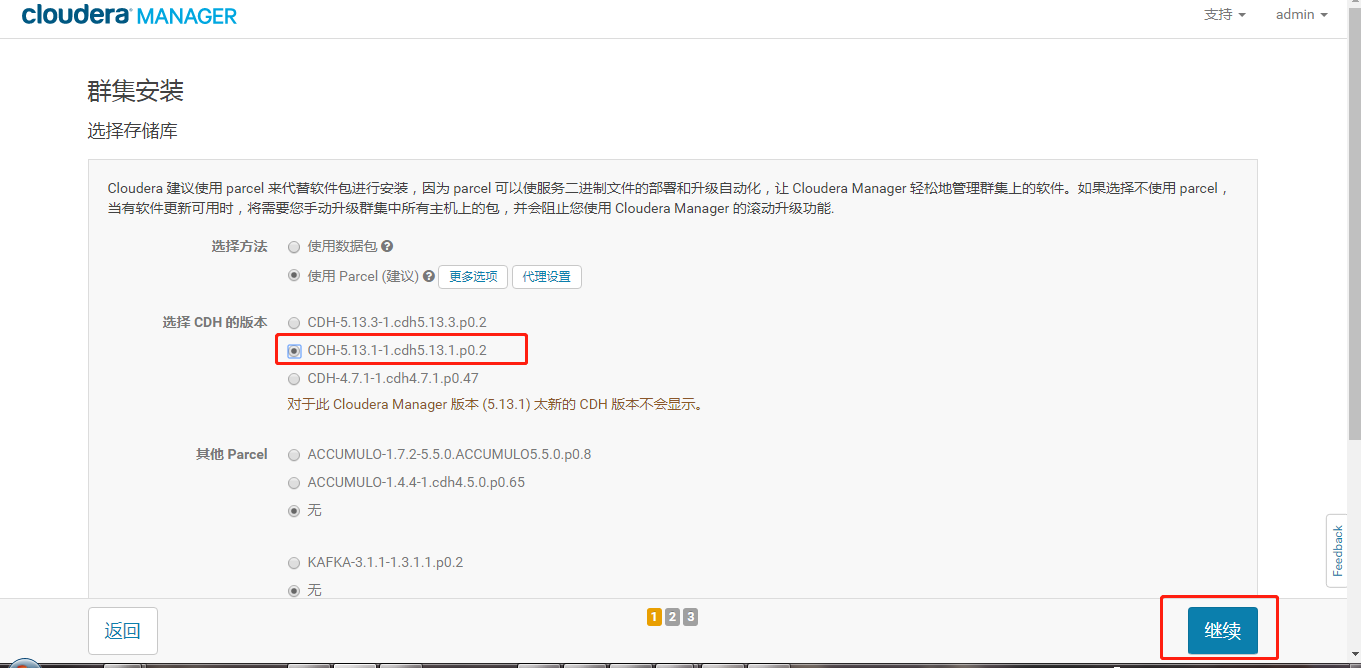 cloudera MANAGER
支持 admin
群集安装
选择存储库
Cloudera 建议使用 parcel 来代替软件包进行安装，因为 parcel 可以使服务二进制文件的部署和升级自动化，让 Cloudera Manager 轻松地管理群集上的软件。如果选择不使用 parcel，
当有软件更新可用时，将需要您手动升级群集中所有主机上的包，并会阻止您使用 Cloudera Manager 的滚动升级功能.
选择方法 使用数据包
使用 Parcel (建议) 更多选项 代理设置
选择 CDH 的版本 CDH-5.13.3-1.cdh5.13.3.p0.2
CDH-5.13.1-1.cdh5.13.1.p0.2
CDH-4.7.1-1.cdh4.7.1.p0.47
对于此 Cloudera Manager 版本 (5.13.1) 太新的 CDH 版本不会显示。
其他 Parcel ACCUMULO-1.7.2-5.5.0.ACCUMULO5.5.0.p0.8
ACCUMULO-1.4.4-1.cdh4.5.0.p0.65
无
KAFKA-3.1.1-1.3.1.1.p0.2
无
Feedback
返回 1 2 3 继续